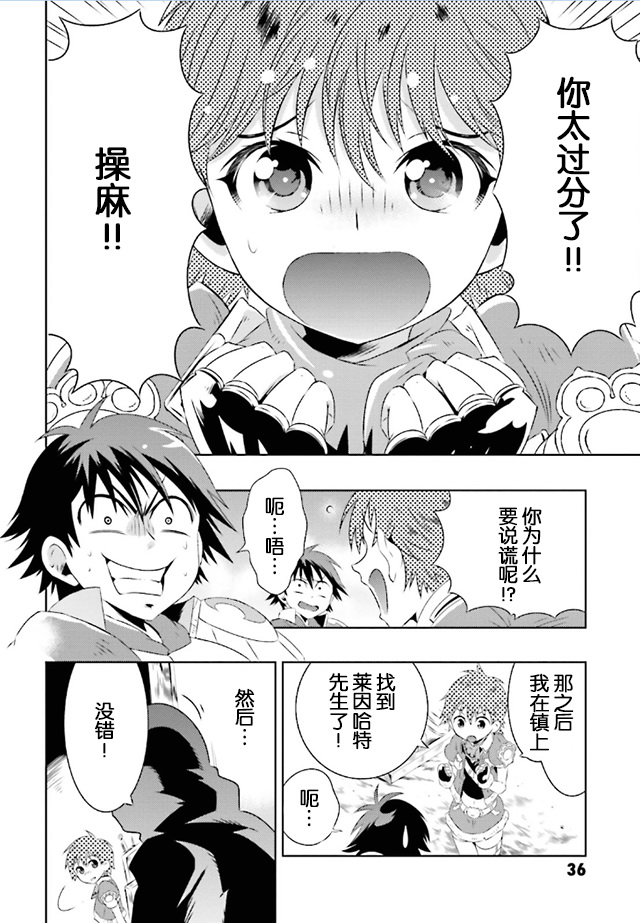 你太过分了!!
操麻!!
你为什么
要说谎呢!?
呃…唔
那之后
我在镇上
找到
莱因哈特
先生了!
呃…
然后…
没错!
36